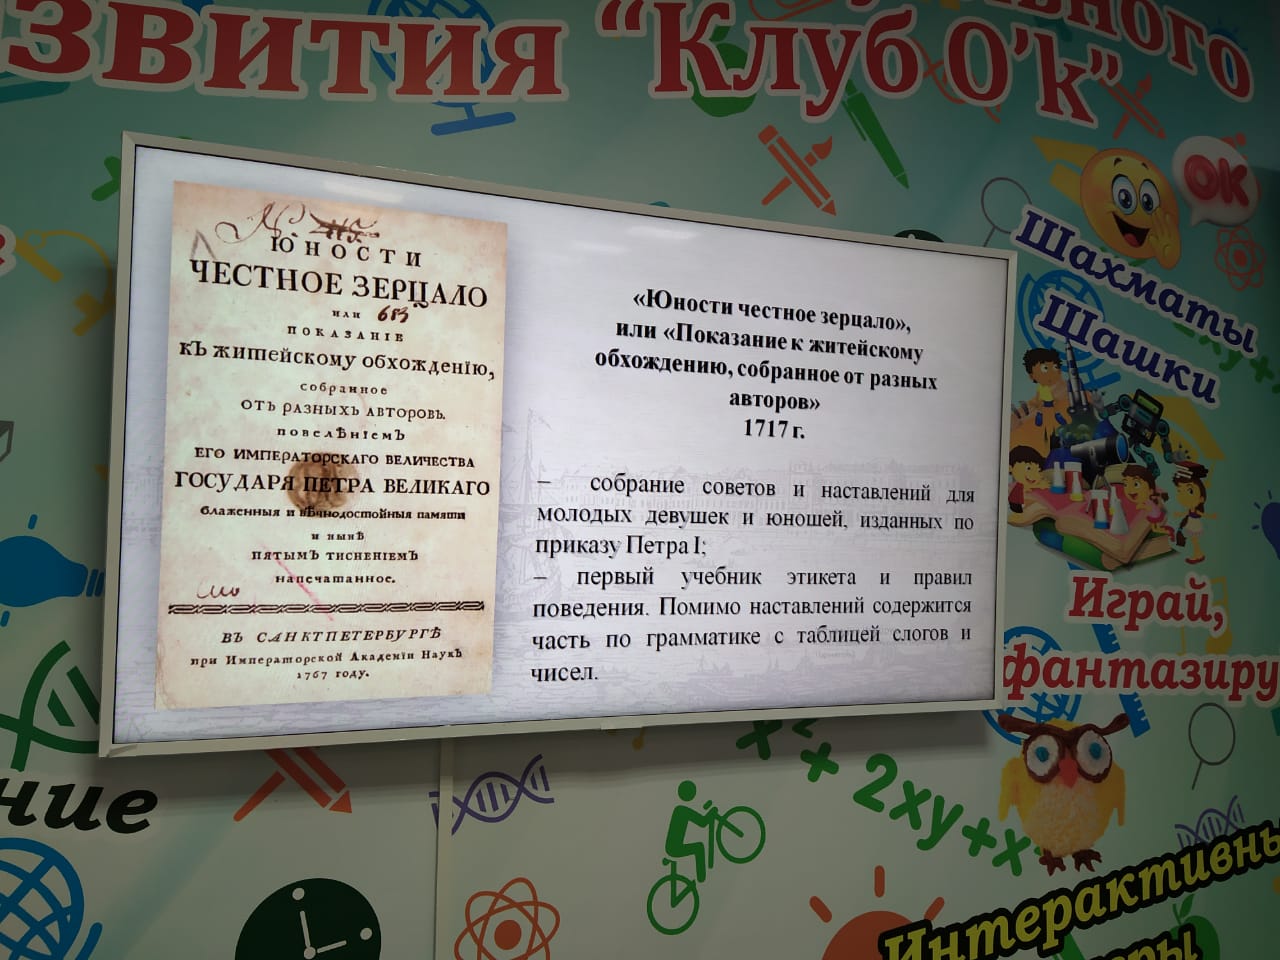 звития “Клуб O’k”
ОК
Шахматы
Шашки
Играй,
фантазиру
ЮНОСТИ
ЧЕСТНОЕ ЗЕРЦАЛО
ИЛИ 683
ПОКАЗАНІЕ
КЪ ЖИТЕЙСКОМУ ОБХОЖДЕНІЮ,
собранное
ОТЪ РАЗНЫХЪ АВТОРОВЪ.
повелѢніемЪ
ЕГО ИМПЕРАТОРСКАГО ВЕЛИЧЕСТВА
ГОСУДАРЯ ПЕТРА ВЕЛИКАГО
блаженныя и вѣчнодостойныя памяти
и нынѢ
ПЯТЫМЪ ТИСНЕНІЕМЪ
напечатанное.
ВЪ САНКТПЕТЕРБУРГѢ
при Императорской Академіи НаукЪ
1767 году.
«Юности честное зерцало»,
или «Показание к житейскому
обхождению, собранное от разных
авторов»
1717 г.
– собрание советов и наставлений для
молодых девушек и юношей, изданных по
приказу Петра I;
– первый учебник этикета и правил
поведения. Помимо наставлений содержится
часть по грамматике с таблицей слогов и
чисел.
ние
2xy
Интерактивны